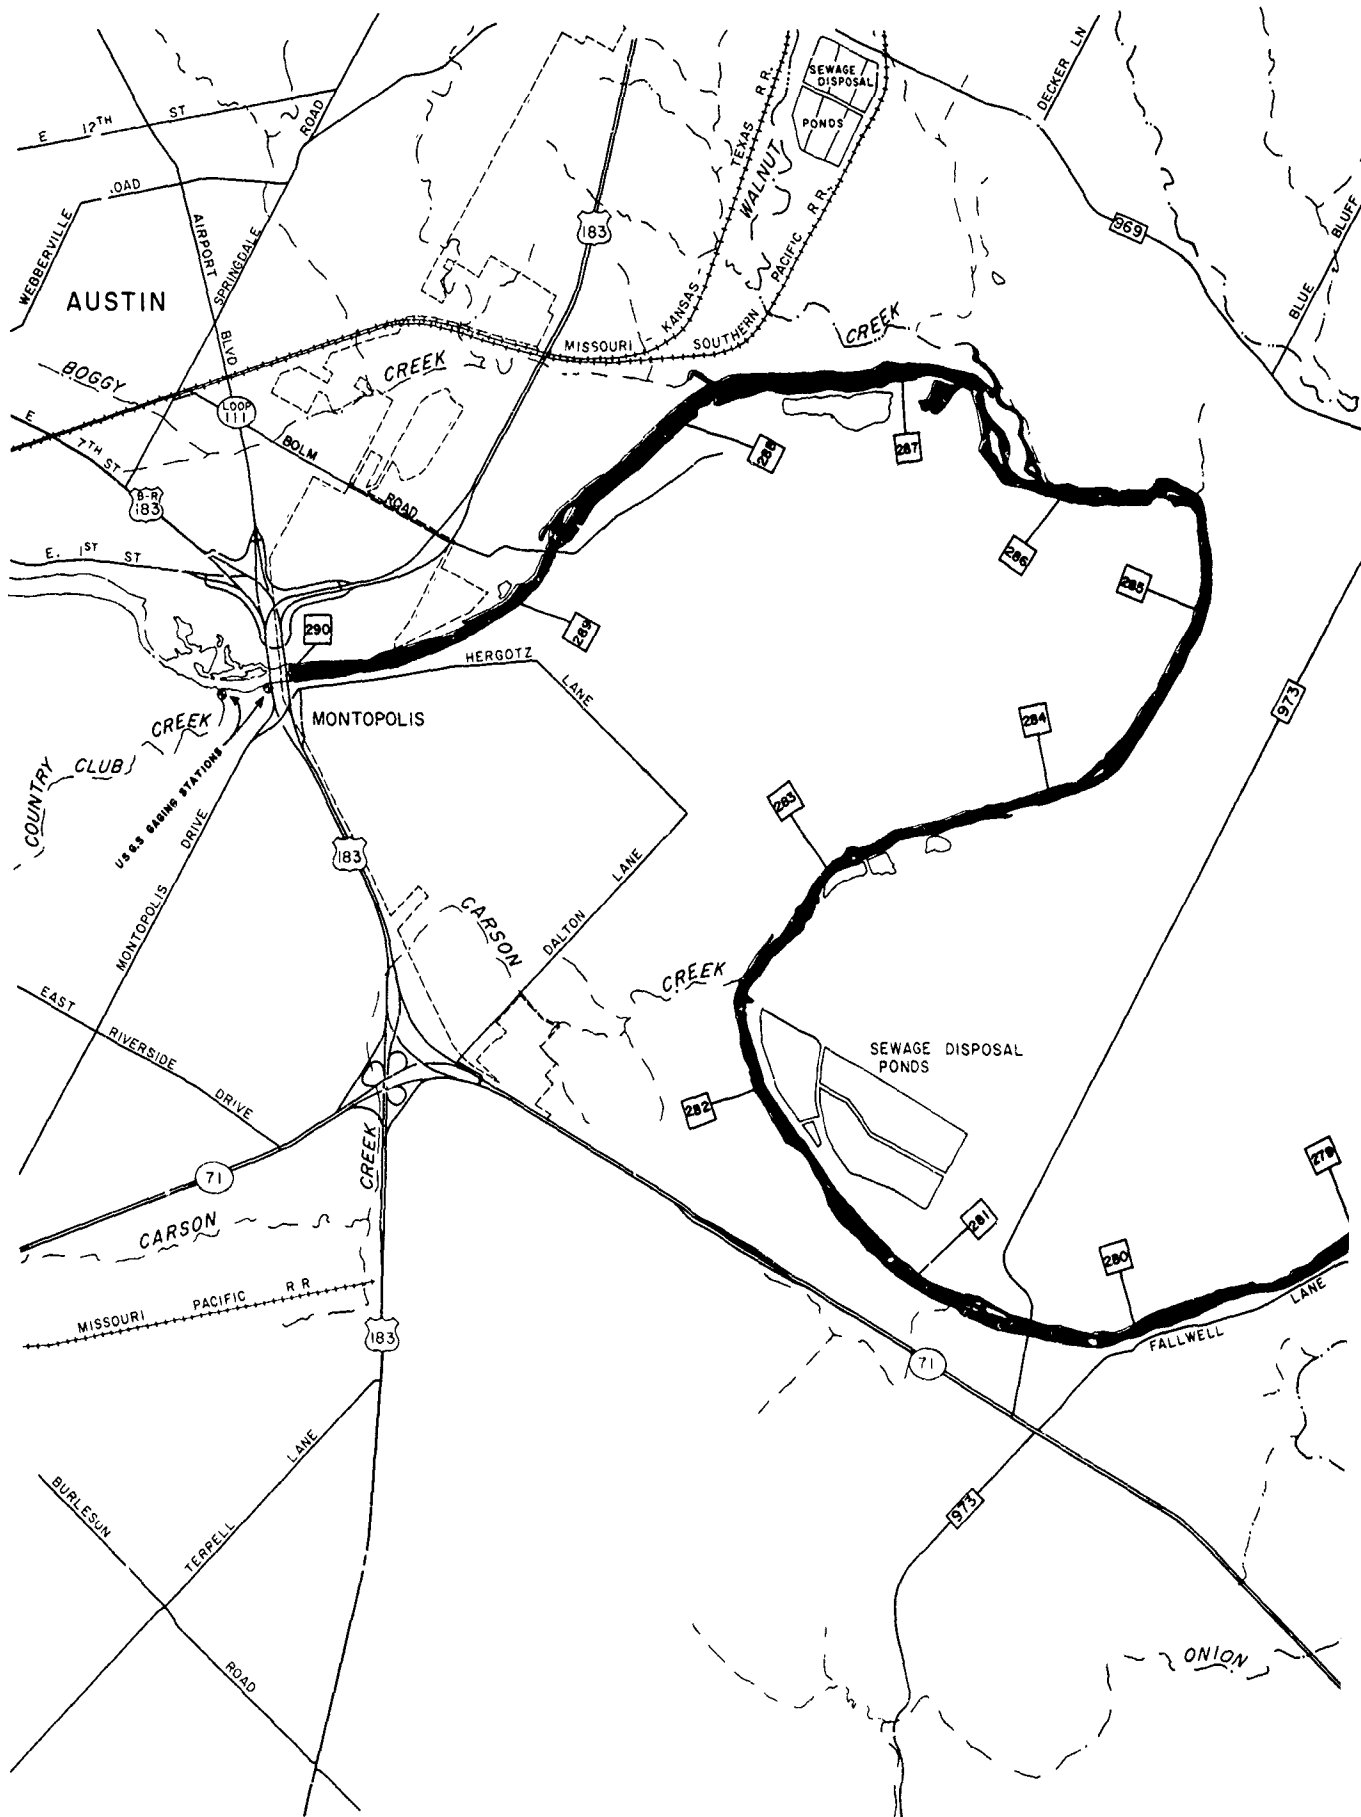 SEWAGE
DISPOSAL
PONDS
DECKER LN
E 12TH ST
ROAD
SPRINGDALE
TEXAS R R.
WALNUT
PACIFIC R R.
OAD
WEBBERVILLE
AIRPORT
BLVD
183
969
BLUFF
BLUE
AUSTIN
KANSAS
MISSOURI
SOUTHERN
CREEK
BOGGY
CREEK
LOOP
111
E
7TH ST
BOLM
ROAD
288
287
B-R
183
E. 1ST ST
286
285
290
289
HERGOTZ
LANE
973
CREEK
MONTOPOLIS
284
COUNTRY
CLUB
U S G.S GAGING STATIONS
DRIVE
MONTOPOLIS
283
183
LANE
DALTON
CARSON
CREEK
EAST
RIVERSIDE
DRIVE
SEWAGE DISPOSAL
PONDS
282
CREEK
71
279
281
CARSON
280
MISSOURI PACIFIC R R
LANE
FALLWELL
183
71
LANE
TERPELL
BURLESON
ROAD
973
ONION